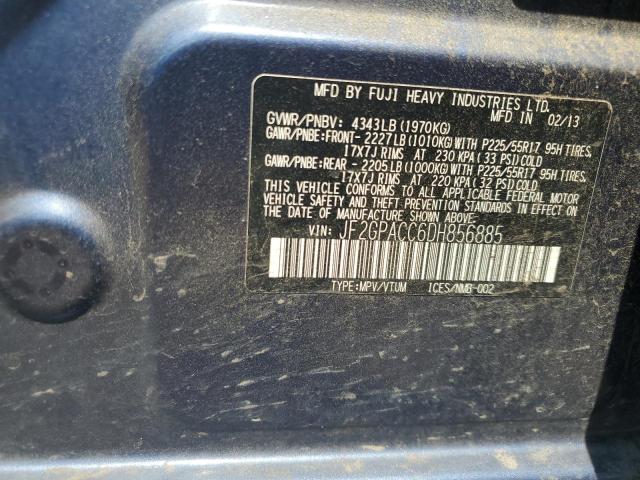 MFD BY FUJI HEAVY INDUSTRIES LTD.
MFD IN 02/13
GVWR/PNBV: 4343LB(1970KG)
GAWR/PNBE:FRONT-2227LB(1010KG)WITH P225/55R17 95H TIRES,
17X7J RIMS AT 230 KPA(33 PSI)COLD
GAWR/PNBE:REAR -2205LB(1000KG)WITH P225/55R17 95H TIRES,
17X7J RIMS AT 220 KPA(32 PSI)COLD
THIS VEHICLE CONFORMS TO ALL APPLICABLE FEDERAL MOTOR
VEHICLE SAFETY AND THEFT PREVENTION STANDARDS IN EFFECT ON
THE DATE OF MANUFACTURE SHOWN ABOVE.
VIN: JF2GPACC6DH856885
TYPE:MPV/VTUM ICES/NMB-002